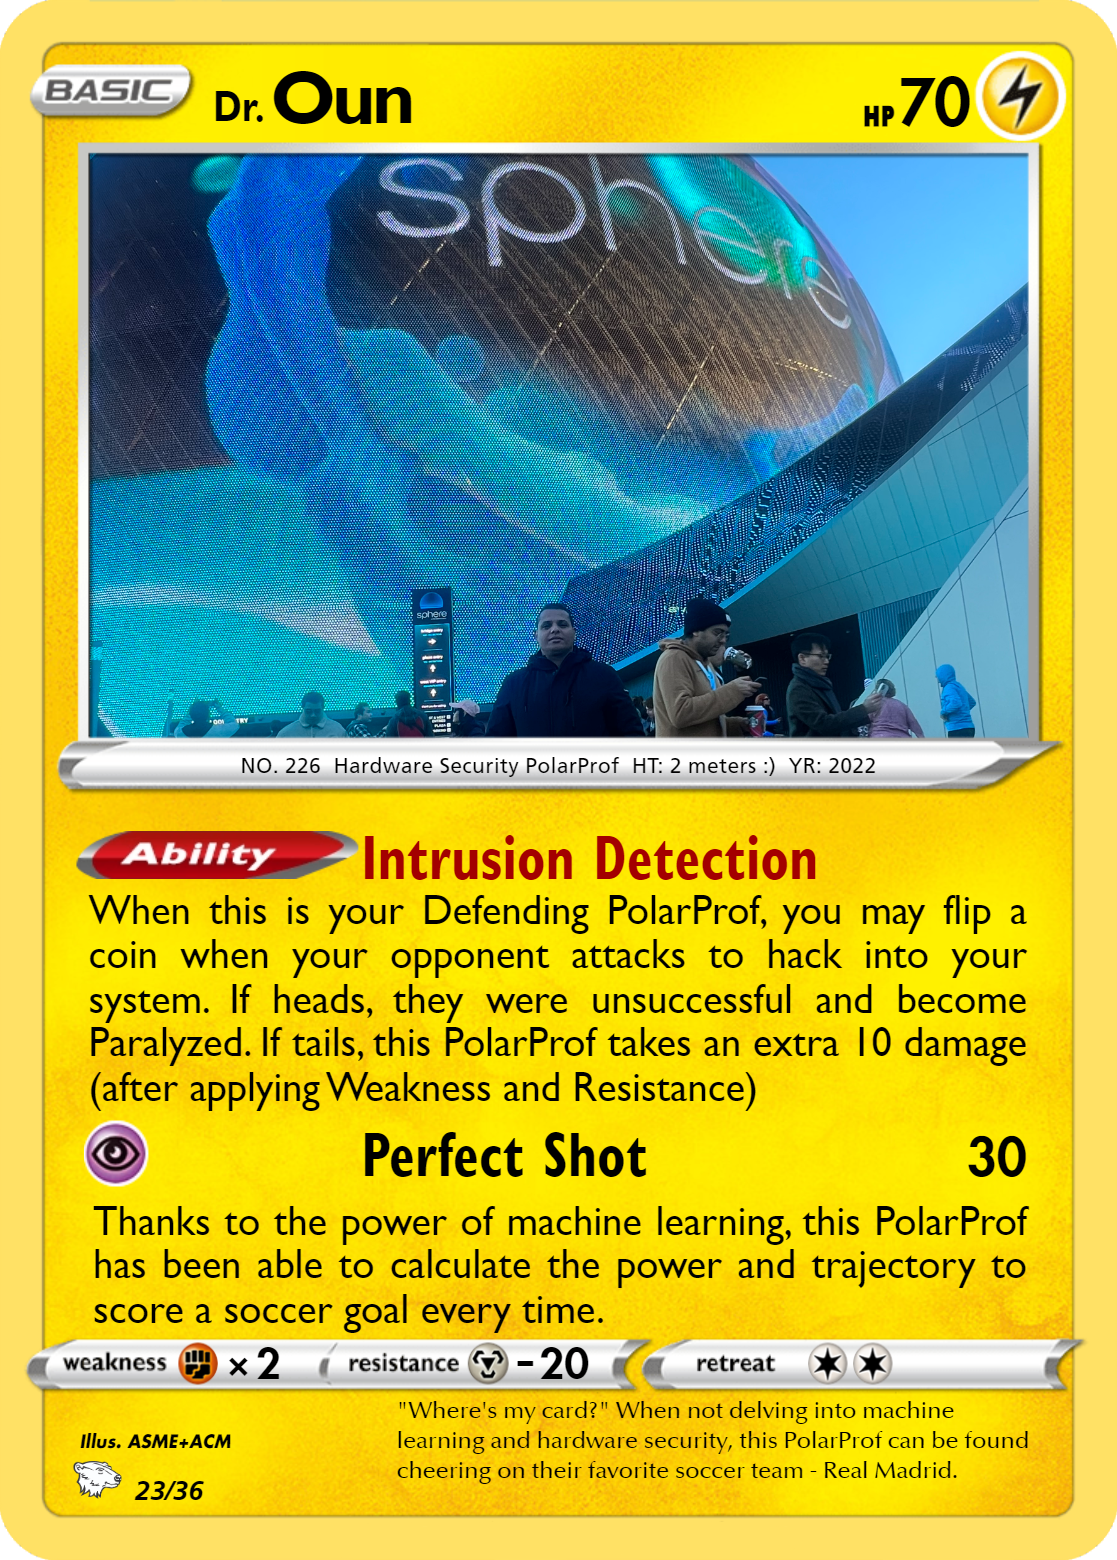 BASIC Dr. Oun HP 70
sphere
sphere
NO. 226 Hardware Security PolarProf HT: 2 meters :) YR: 2022
Ability Intrusion Detection
When this is your Defending PolarProf, you may flip a
coin when your opponent attacks to hack into your
system. If heads, they were unsuccessful and become
Paralyzed. If tails, this PolarProf takes an extra 10 damage
(after applying Weakness and Resistance)
Perfect Shot 30
Thanks to the power of machine learning, this PolarProf
has been able to calculate the power and trajectory to
score a soccer goal every time.
weakness ×2 resistance -20 retreat
"Where's my card?" When not delving into machine
learning and hardware security, this PolarProf can be found
cheering on their favorite soccer team - Real Madrid.
Illus. ASME+ACM
23/36